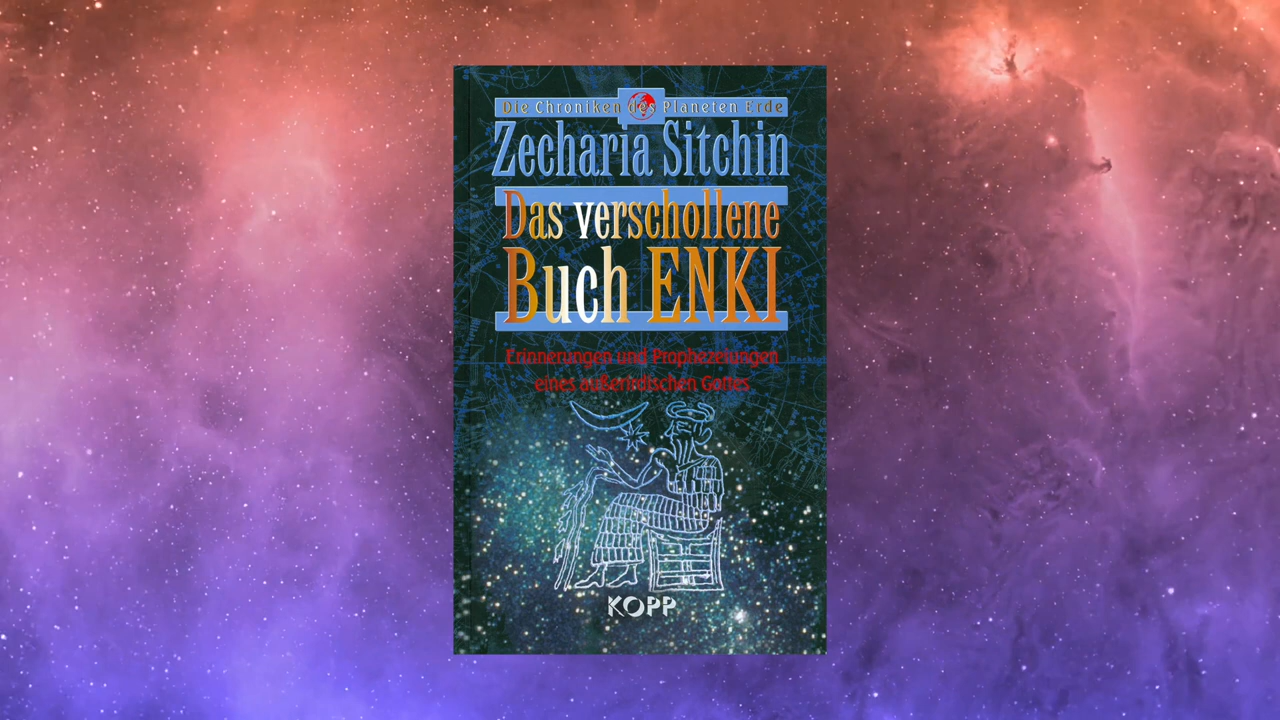 Die Chroniken des Planeten Erde
Zecharia Sitchin
Das verschollene
Buch ENKI
Erinnerungen und Prophezeiungen
eines außerirdischen Gottes
KOPP